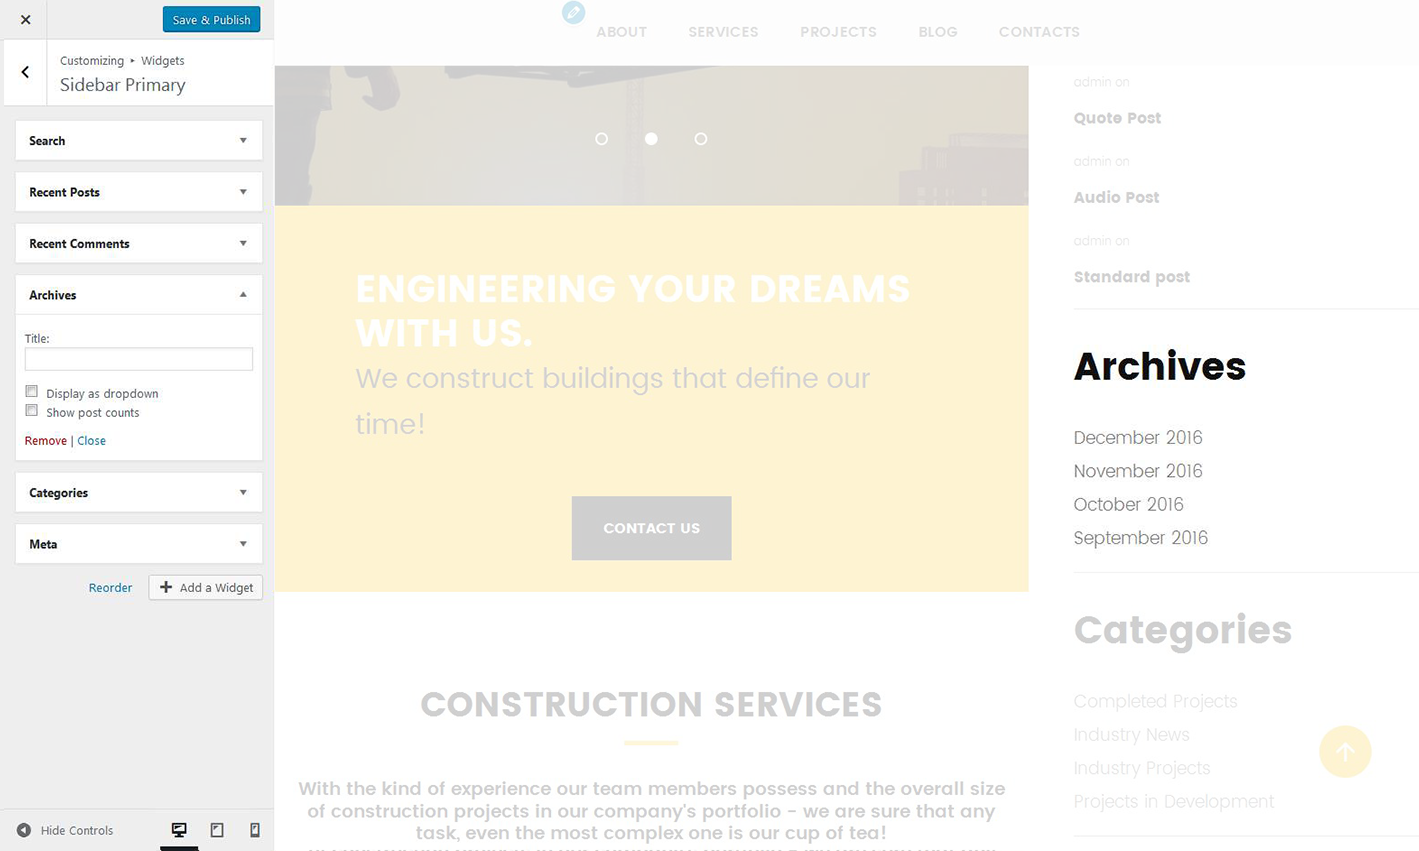 Save & Publish
Customizing ▸ Widgets
Sidebar Primary
Search
Recent Posts
Recent Comments
Archives
Title:
Display as dropdown
Show post counts
Remove | Close
Categories
Meta
Reorder
Add a Widget
Hide Controls
ABOUT SERVICES PROJECTS BLOG CONTACTS
ENGINEERING YOUR DREAMS
WITH US.
We construct buildings that define our
time!
CONTACT US
CONSTRUCTION SERVICES
With the kind of experience our team members possess and the overall size
of construction projects in our company's portfolio - we are sure that any
task, even the most complex one is our cup of tea!
admin on
Quote Post
admin on
Audio Post
admin on
Standard post
Archives
December 2016
November 2016
October 2016
September 2016
Categories
Completed Projects
Industry News
Industry Projects
Projects in Development